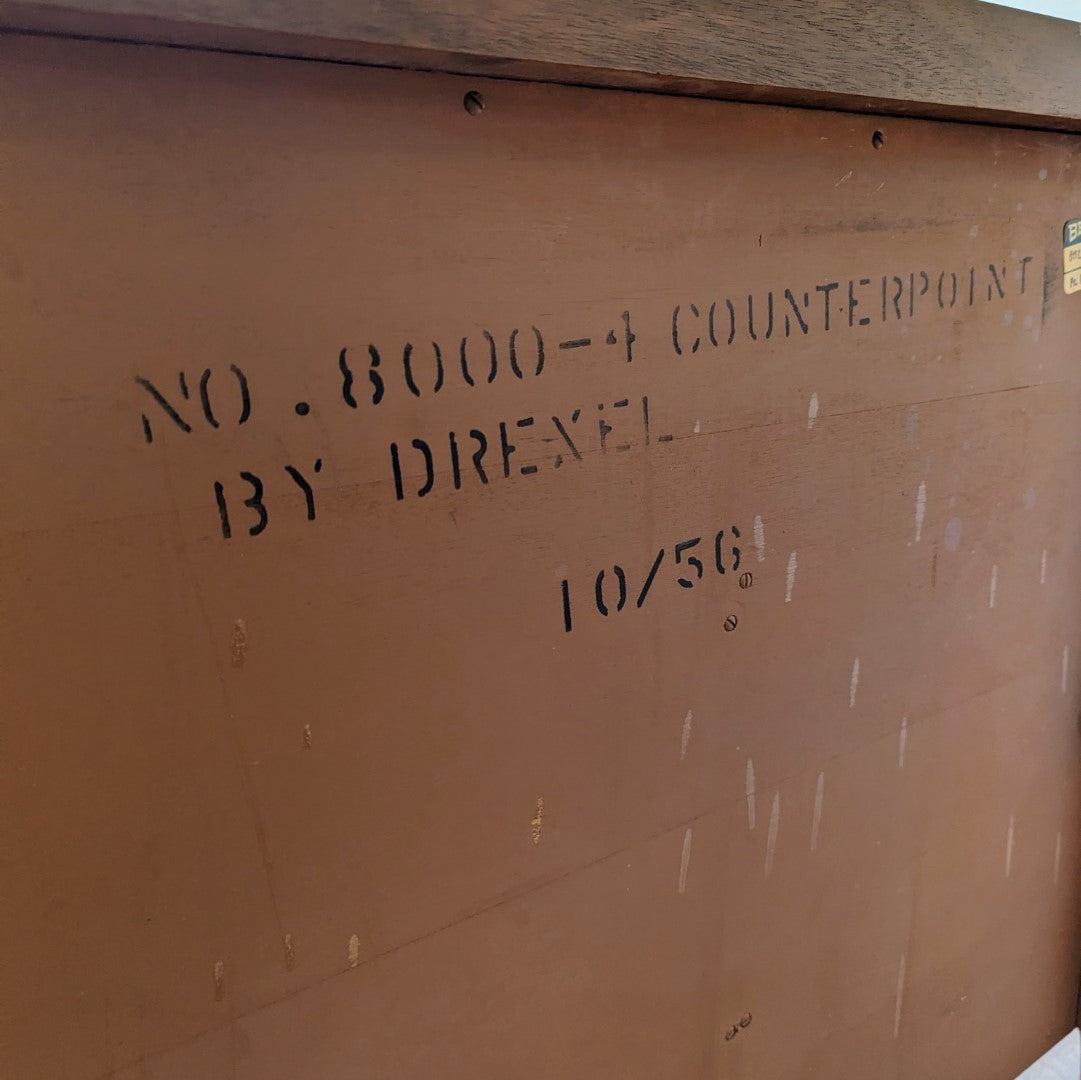 NO. 8000-4 COUNTERPOINT
BY DREXEL
10/56